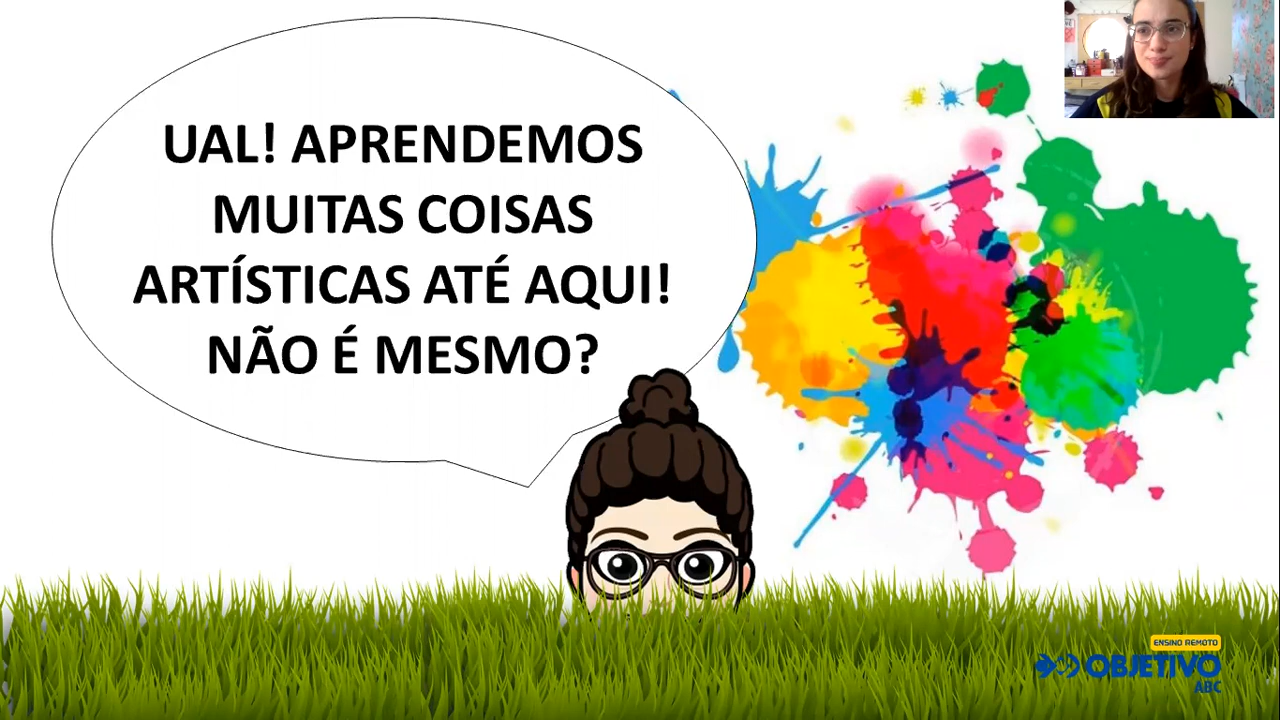 UAL! APRENDEMOS
MUITAS COISAS
ARTÍSTICAS ATÉ AQUI!
NÃO É MESMO?
ENSINO REMOTO
OBJETIVO
ABC